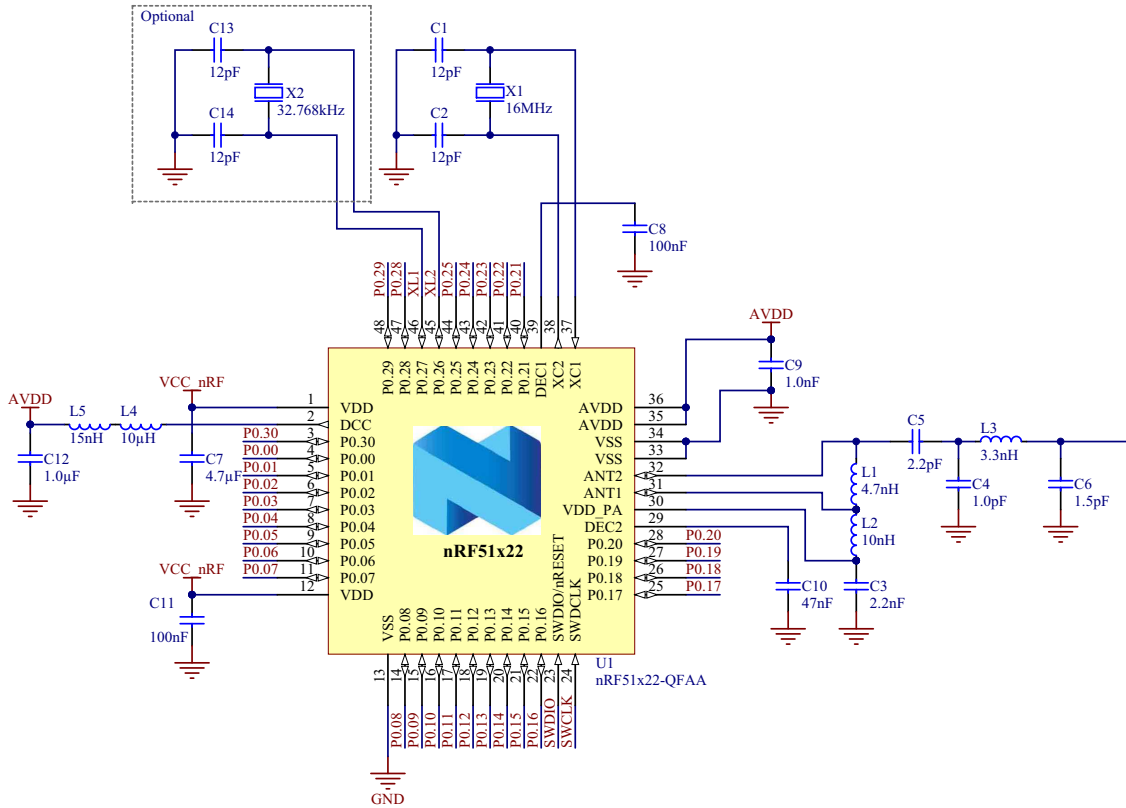 Optional
C13
12pF
X2
32.768kHz
C14
12pF
C1
12pF
X1
16MHz
C2
12pF
C8
100nF
P0.29
P0.28
XL1
XL2
P0.25
P0.24
P0.23
P0.22
P0.21
48
47
46
45
44
43
42
41
40
39
38
37
P0.29
P0.28
P0.27
P0.26
P0.25
P0.24
P0.23
P0.22
P0.21
DEC1
XC2
XC1
AVDD
C9
1.0nF
AVDD
L5
15nH
L4
10µH
C12
1.0µF
VCC_nRF
C7
4.7µF
1 VDD
2 DCC
P0.30 3 P0.30
P0.00 4 P0.00
P0.01 5 P0.01
P0.02 6 P0.02
P0.03 7 P0.03
P0.04 8 P0.04
P0.05 9 P0.05
P0.06 10 P0.06
P0.07 11 P0.07
VCC_nRF
12 VDD
C11
100nF
nRF51x22
AVDD 36
AVDD 35
VSS 34
VSS 33
ANT2 32
ANT1 31
VDD_PA 30
DEC2 29
P0.20 28 P0.20
P0.19 27 P0.19
P0.18 26 P0.18
P0.17 25 P0.17
L1
4.7nH
L2
10nH
C5
2.2pF
L3
3.3nH
C4
1.0pF
C6
1.5pF
C10
47nF
C3
2.2nF
VSS
P0.08
P0.09
P0.10
P0.11
P0.12
P0.13
P0.14
P0.15
P0.16
SWDIO/nRESET
SWDCLK
U1
nRF51x22-QFAA
13
14
15
16
17
18
19
20
21
22
23
24
P0.08
P0.09
P0.10
P0.11
P0.12
P0.13
P0.14
P0.15
P0.16
SWDIO
SWCLK
GND